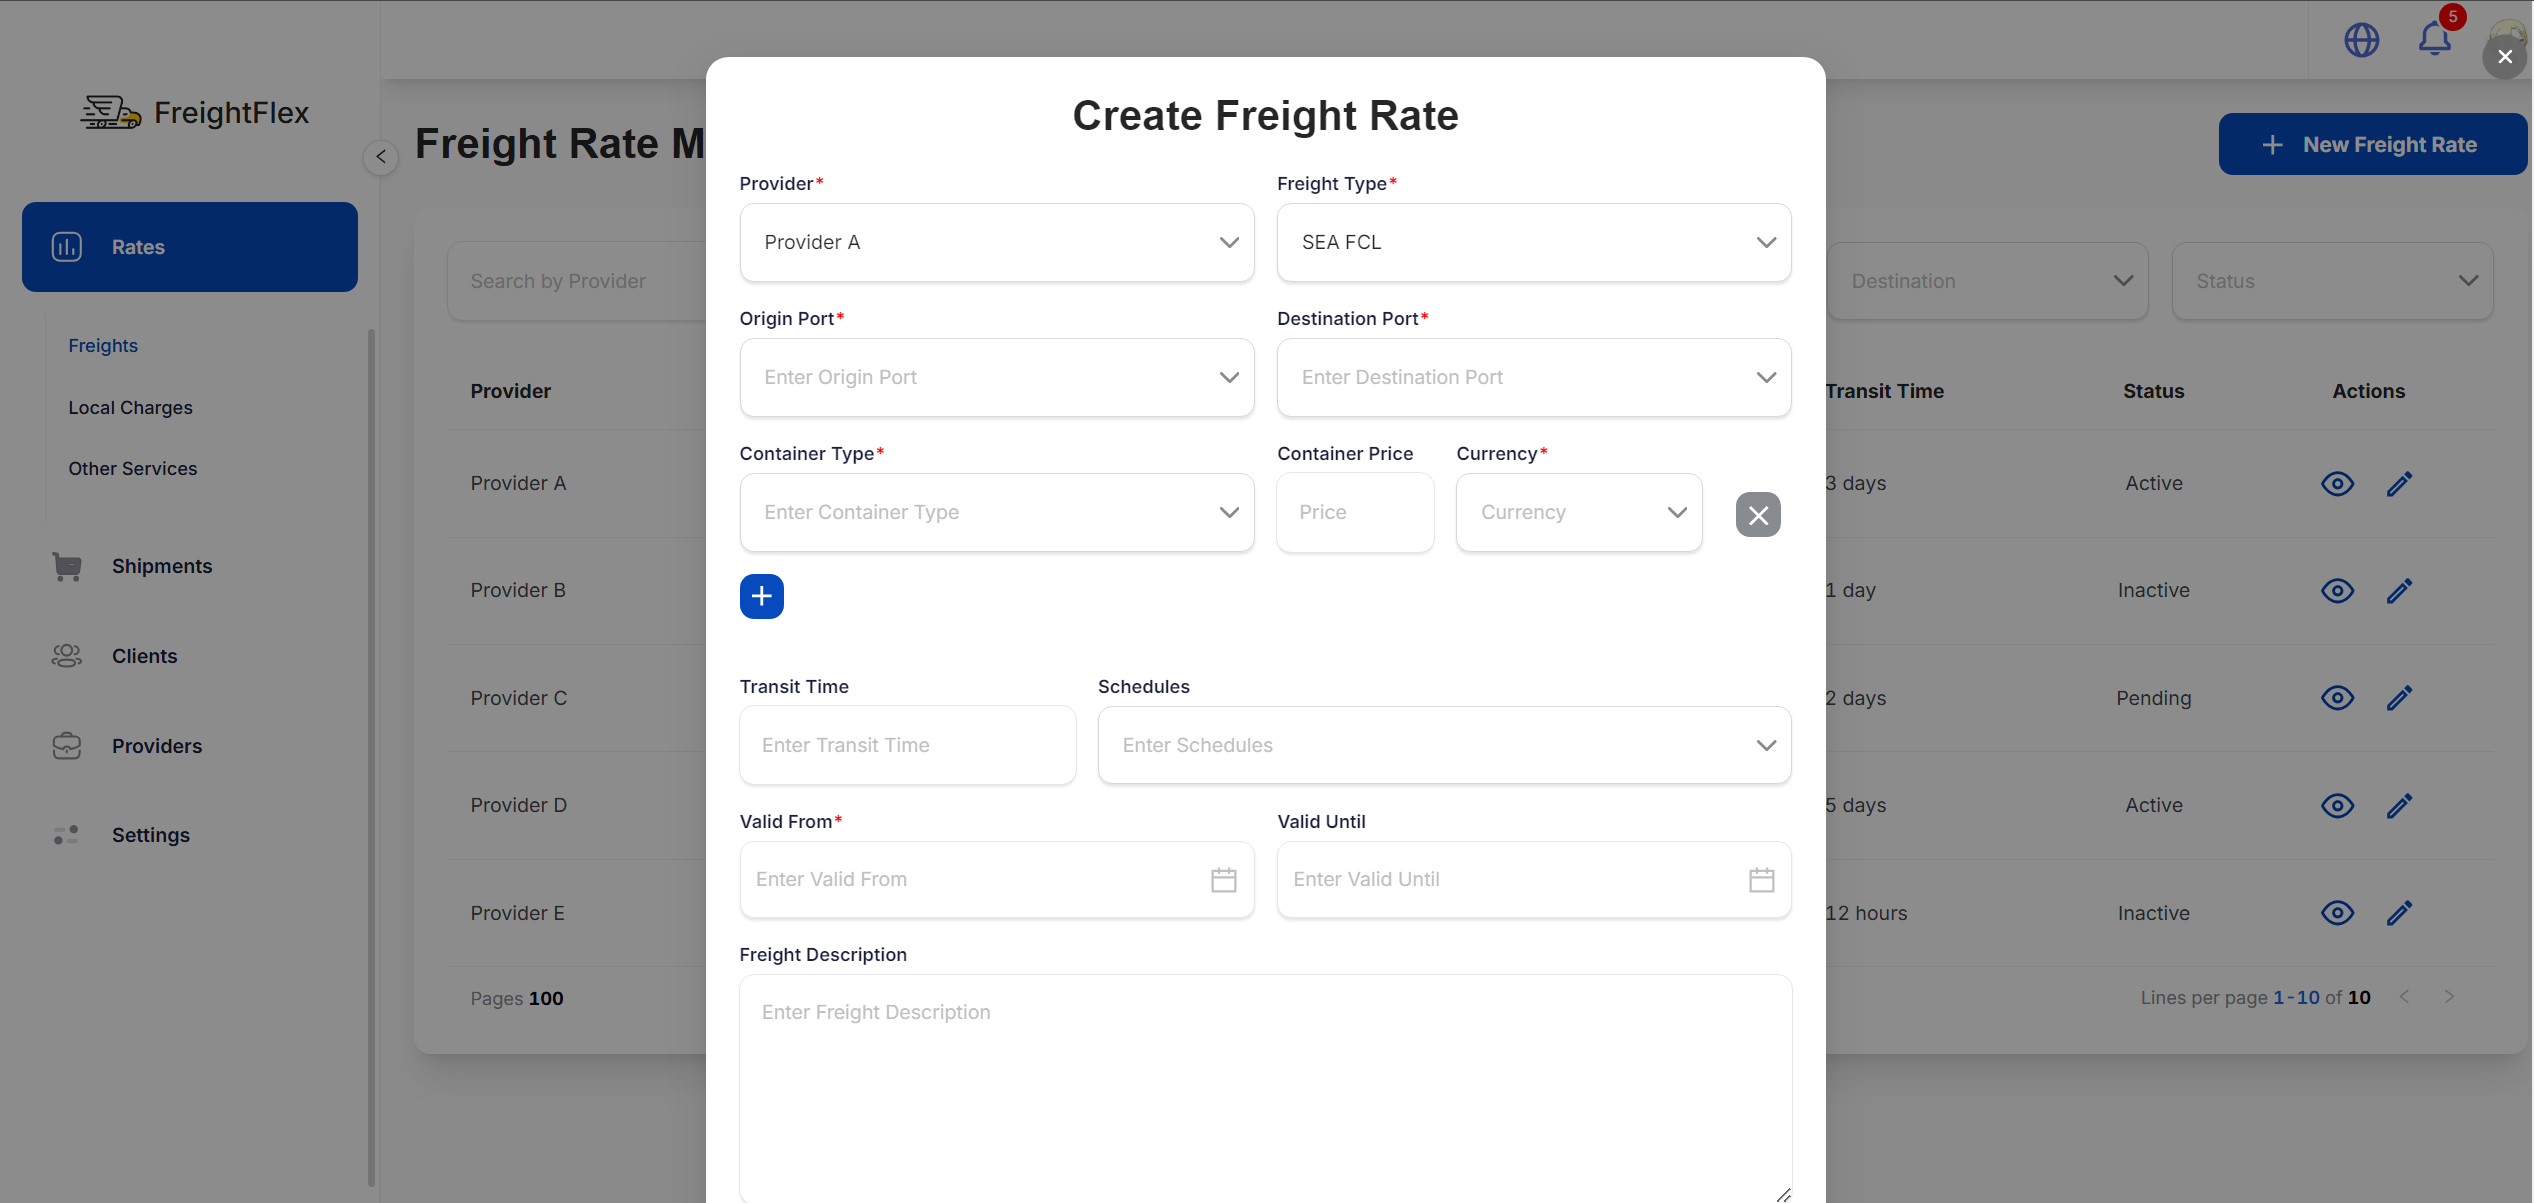 5
FreightFlex
Freight Rate M
New Freight Rate
Rates
Freights
Local Charges
Other Services
Shipments
Clients
Providers
Settings
Search by Provider
Destination
Status
Provider
Transit Time
Status
Actions
Provider A
3 days
Active
Provider B
1 day
Inactive
Provider C
2 days
Pending
Provider D
5 days
Active
Provider E
12 hours
Inactive
Pages 100
Lines per page 1-10 of 10
Create Freight Rate
Provider*
Freight Type*
Provider A
SEA FCL
Origin Port*
Destination Port*
Enter Origin Port
Enter Destination Port
Container Type*
Container Price
Currency*
Enter Container Type
Price
Currency
Transit Time
Schedules
Enter Transit Time
Enter Schedules
Valid From*
Valid Until
Enter Valid From
Enter Valid Until
Freight Description
Enter Freight Description